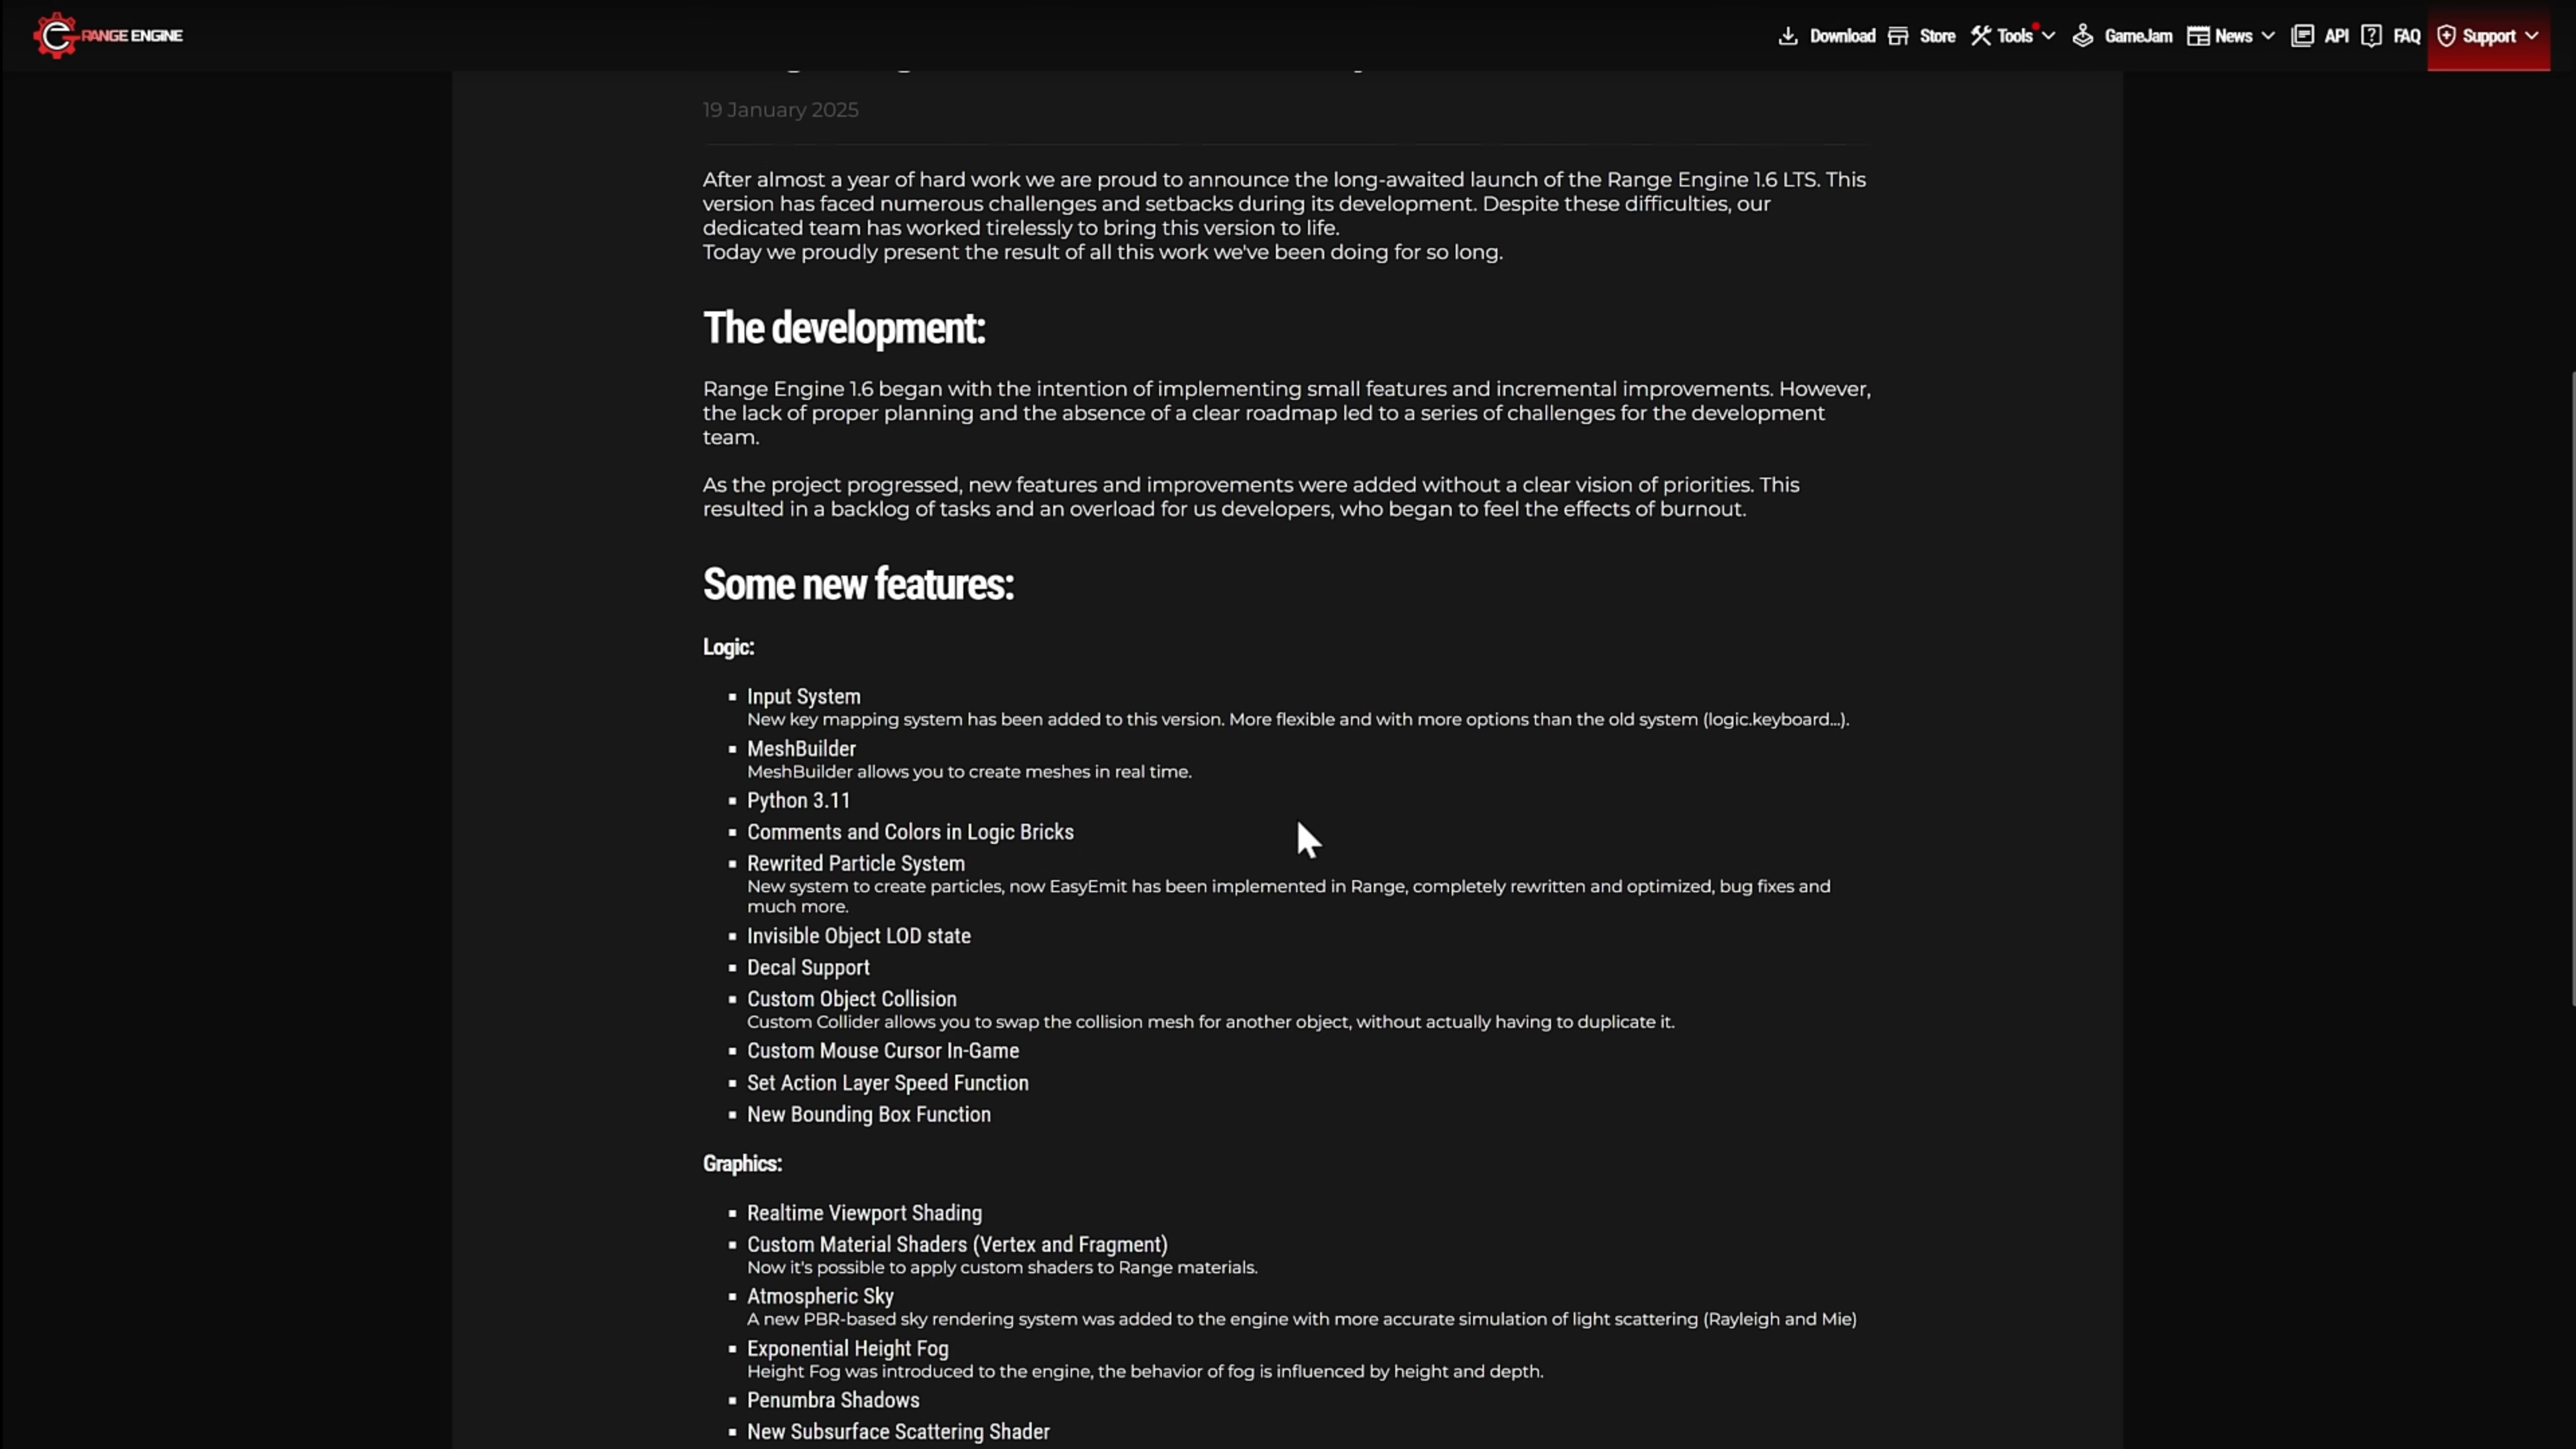 RANGE ENGINE
Download Store Tools GameJam News API FAQ Support
19 January 2025
After almost a year of hard work we are proud to announce the long-awaited launch of the Range Engine 1.6 LTS. This
version has faced numerous challenges and setbacks during its development. Despite these difficulties, our
dedicated team has worked tirelessly to bring this version to life.
Today we proudly present the result of all this work we've been doing for so long.
The development:
Range Engine 1.6 began with the intention of implementing small features and incremental improvements. However,
the lack of proper planning and the absence of a clear roadmap led to a series of challenges for the development
team.
As the project progressed, new features and improvements were added without a clear vision of priorities. This
resulted in a backlog of tasks and an overload for us developers, who began to feel the effects of burnout.
Some new features:
Logic:
▪ Input System
New key mapping system has been added to this version. More flexible and with more options than the old system (logic.keyboard...).
▪ MeshBuilder
MeshBuilder allows you to create meshes in real time.
▪ Python 3.11
▪ Comments and Colors in Logic Bricks
▪ Rewrited Particle System
New system to create particles, now EasyEmit has been implemented in Range, completely rewritten and optimized, bug fixes and
much more.
▪ Invisible Object LOD state
▪ Decal Support
▪ Custom Object Collision
Custom Collider allows you to swap the collision mesh for another object, without actually having to duplicate it.
▪ Custom Mouse Cursor In-Game
▪ Set Action Layer Speed Function
▪ New Bounding Box Function
Graphics:
▪ Realtime Viewport Shading
▪ Custom Material Shaders (Vertex and Fragment)
Now it's possible to apply custom shaders to Range materials.
▪ Atmospheric Sky
A new PBR-based sky rendering system was added to the engine with more accurate simulation of light scattering (Rayleigh and Mie)
▪ Exponential Height Fog
Height Fog was introduced to the engine, the behavior of fog is influenced by height and depth.
▪ Penumbra Shadows
▪ New Subsurface Scattering Shader